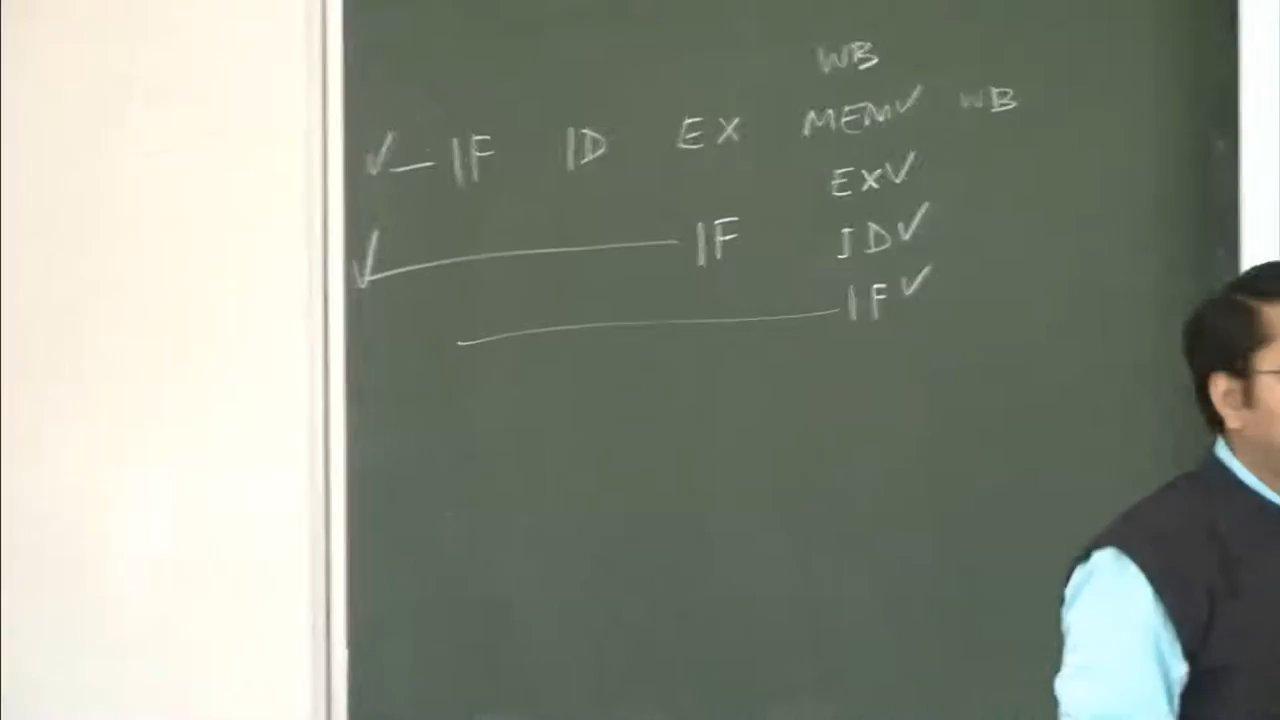 WB
✓ IF ID EX MEM✓ WB
EX✓
✓ IF ID✓
IF✓